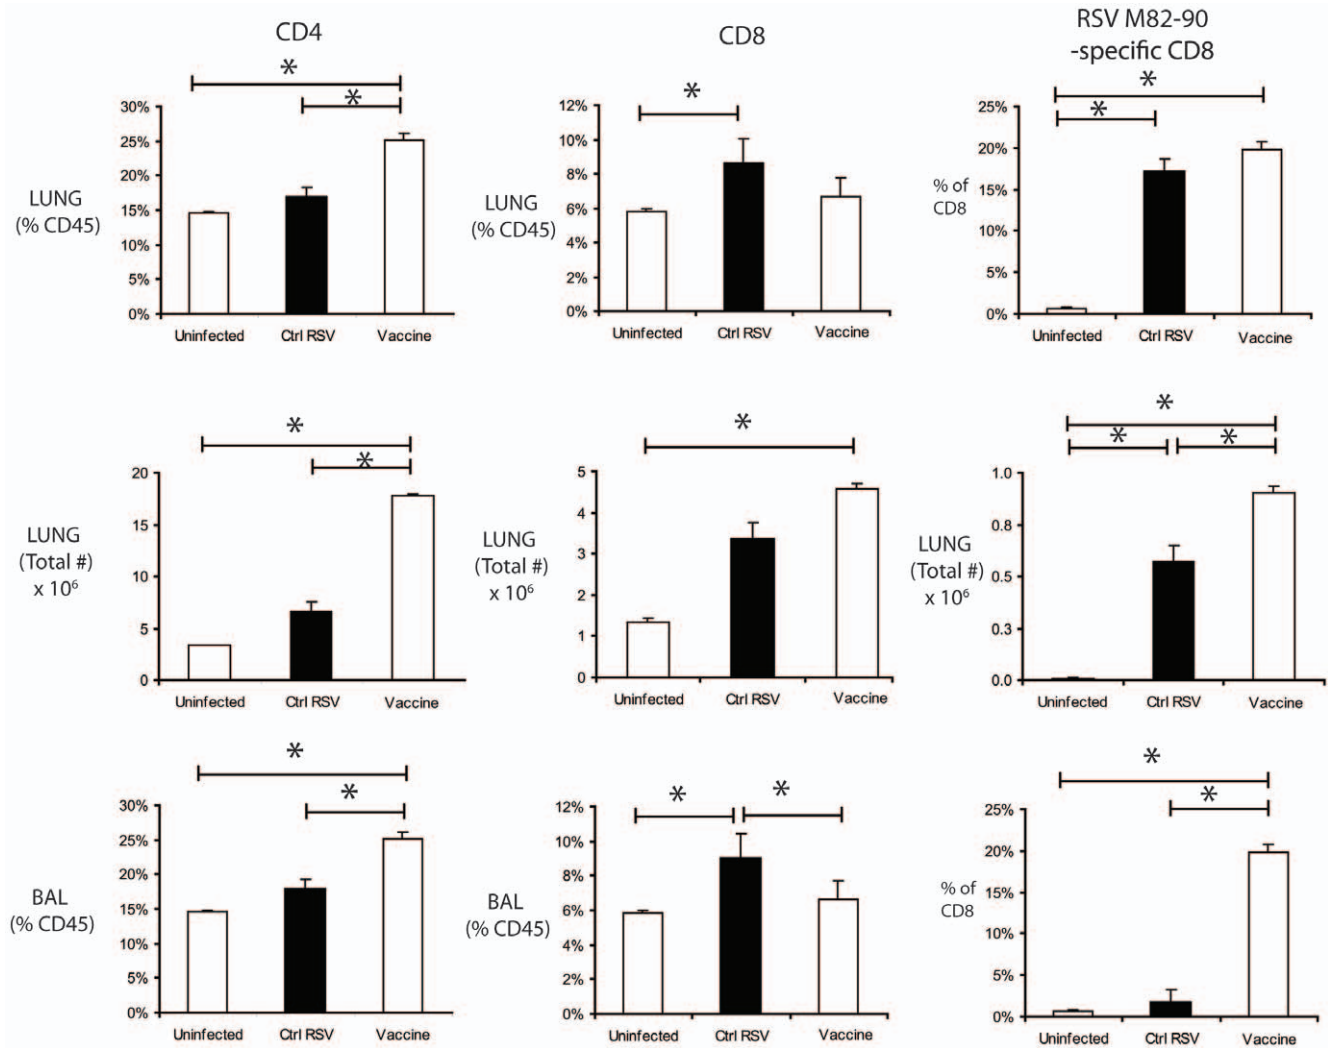 CD4
CD8
RSV M82-90
-specific CD8
*
*
30%
25%
20%
15%
10%
5%
0%
LUNG
(% CD45)
Uninfected Ctrl RSV Vaccine
*
12%
10%
8%
6%
4%
2%
0%
LUNG
(% CD45)
Uninfected Ctrl RSV Vaccine
*
*
25%
20%
15%
10%
5%
0%
% of
CD8
Uninfected Ctrl RSV Vaccine
*
*
20
15
10
5
0
LUNG
(Total #)
x 10⁶
Uninfected Ctrl RSV Vaccine
*
5
4
3
2
1
0
LUNG
(Total #)
x 10⁶
Uninfected Ctrl RSV Vaccine
*
* *
1.0
0.8
0.5
0.3
0.0
LUNG
(Total #)
x 10⁶
Uninfected Ctrl RSV Vaccine
*
*
30%
25%
20%
15%
10%
5%
0%
BAL
(% CD45)
Uninfected Ctrl RSV Vaccine
* *
12%
10%
8%
6%
4%
2%
0%
BAL
(% CD45)
Uninfected Ctrl RSV Vaccine
*
*
25%
20%
15%
10%
5%
0%
% of
CD8
Uninfected Ctrl RSV Vaccine